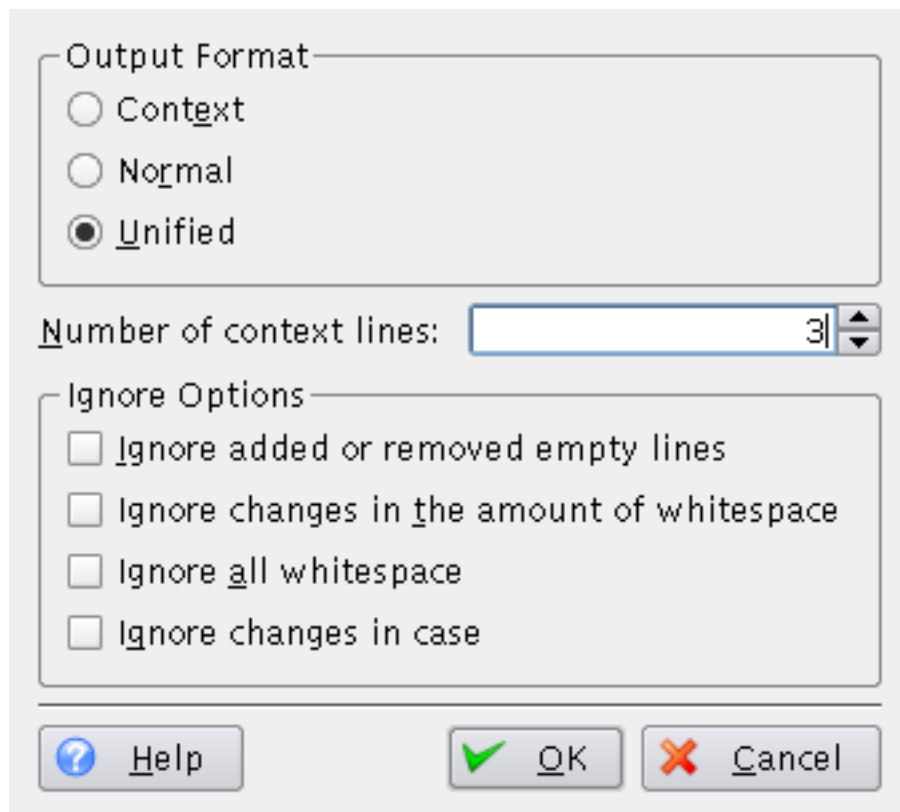 Output Format
Context
Normal
Unified
Number of context lines: 3
Ignore Options
Ignore added or removed empty lines
Ignore changes in the amount of whitespace
Ignore all whitespace
Ignore changes in case
? Help OK Cancel